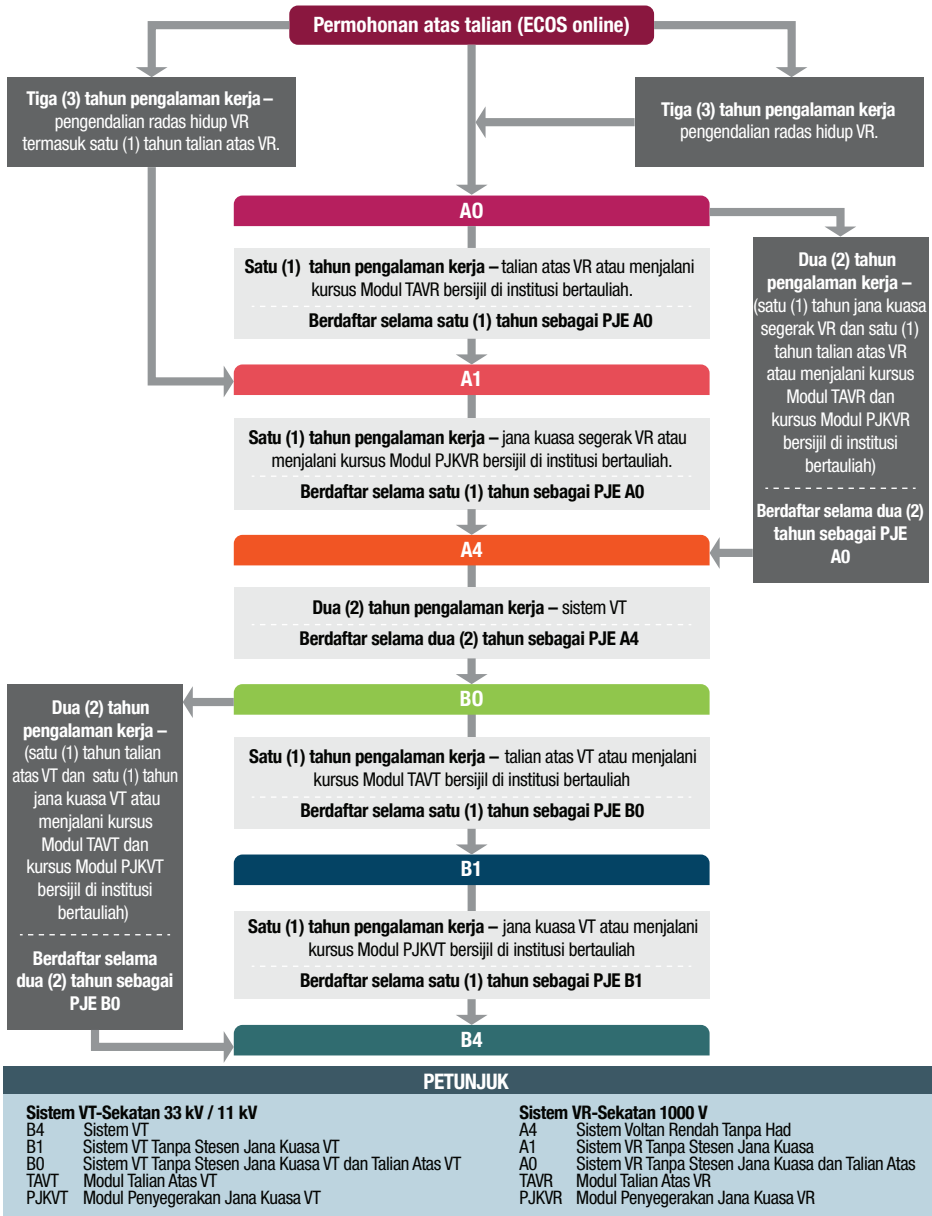 Permohonan atas talian (ECOS online)
Tiga (3) tahun pengalaman kerja –
pengendalian radas hidup VR
termasuk satu (1) tahun talian atas VR.
Tiga (3) tahun pengalaman kerja
pengendalian radas hidup VR.
A0
Satu (1) tahun pengalaman kerja – talian atas VR atau menjalani
kursus Modul TAVR bersijil di institusi bertauliah.
Berdaftar selama satu (1) tahun sebagai PJE A0
Dua (2) tahun
pengalaman kerja –
(satu (1) tahun jana kuasa
segerak VR dan satu (1)
tahun talian atas VR
atau menjalani kursus
Modul TAVR dan
kursus Modul PJKVR
bersijil di institusi
bertauliah)
Berdaftar selama dua (2)
tahun sebagai PJE
A0
A1
Satu (1) tahun pengalaman kerja – jana kuasa segerak VR atau
menjalani kursus Modul PJKVR bersijil di institusi bertauliah.
Berdaftar selama satu (1) tahun sebagai PJE A0
A4
Dua (2) tahun pengalaman kerja – sistem VT
Berdaftar selama dua (2) tahun sebagai PJE A4
B0
Dua (2) tahun
pengalaman kerja –
(satu (1) tahun talian
atas VT dan satu (1) tahun
jana kuasa VT atau
menjalani kursus
Modul TAVT dan
kursus Modul PJKVT
bersijil di institusi
bertauliah)
Berdaftar selama
dua (2) tahun sebagai
PJE B0
Satu (1) tahun pengalaman kerja – talian atas VT atau menjalani
kursus Modul TAVT bersijil di institusi bertauliah
Berdaftar selama satu (1) tahun sebagai PJE B0
B1
Satu (1) tahun pengalaman kerja – jana kuasa VT atau menjalani
kursus Modul PJKVT bersijil di institusi bertauliah
Berdaftar selama satu (1) tahun sebagai PJE B1
B4
PETUNJUK
Sistem VT-Sekatan 33 kV / 11 kV
B4 Sistem VT
B1 Sistem VT Tanpa Stesen Jana Kuasa VT
B0 Sistem VT Tanpa Stesen Jana Kuasa VT dan Talian Atas VT
TAVT Modul Talian Atas VT
PJKVT Modul Penyegerakan Jana Kuasa VT
Sistem VR-Sekatan 1000 V
A4 Sistem Voltan Rendah Tanpa Had
A1 Sistem VR Tanpa Stesen Jana Kuasa
A0 Sistem VR Tanpa Stesen Jana Kuasa dan Talian Atas
TAVR Modul Talian Atas VR
PJKVR Modul Penyegerakan Jana Kuasa VR